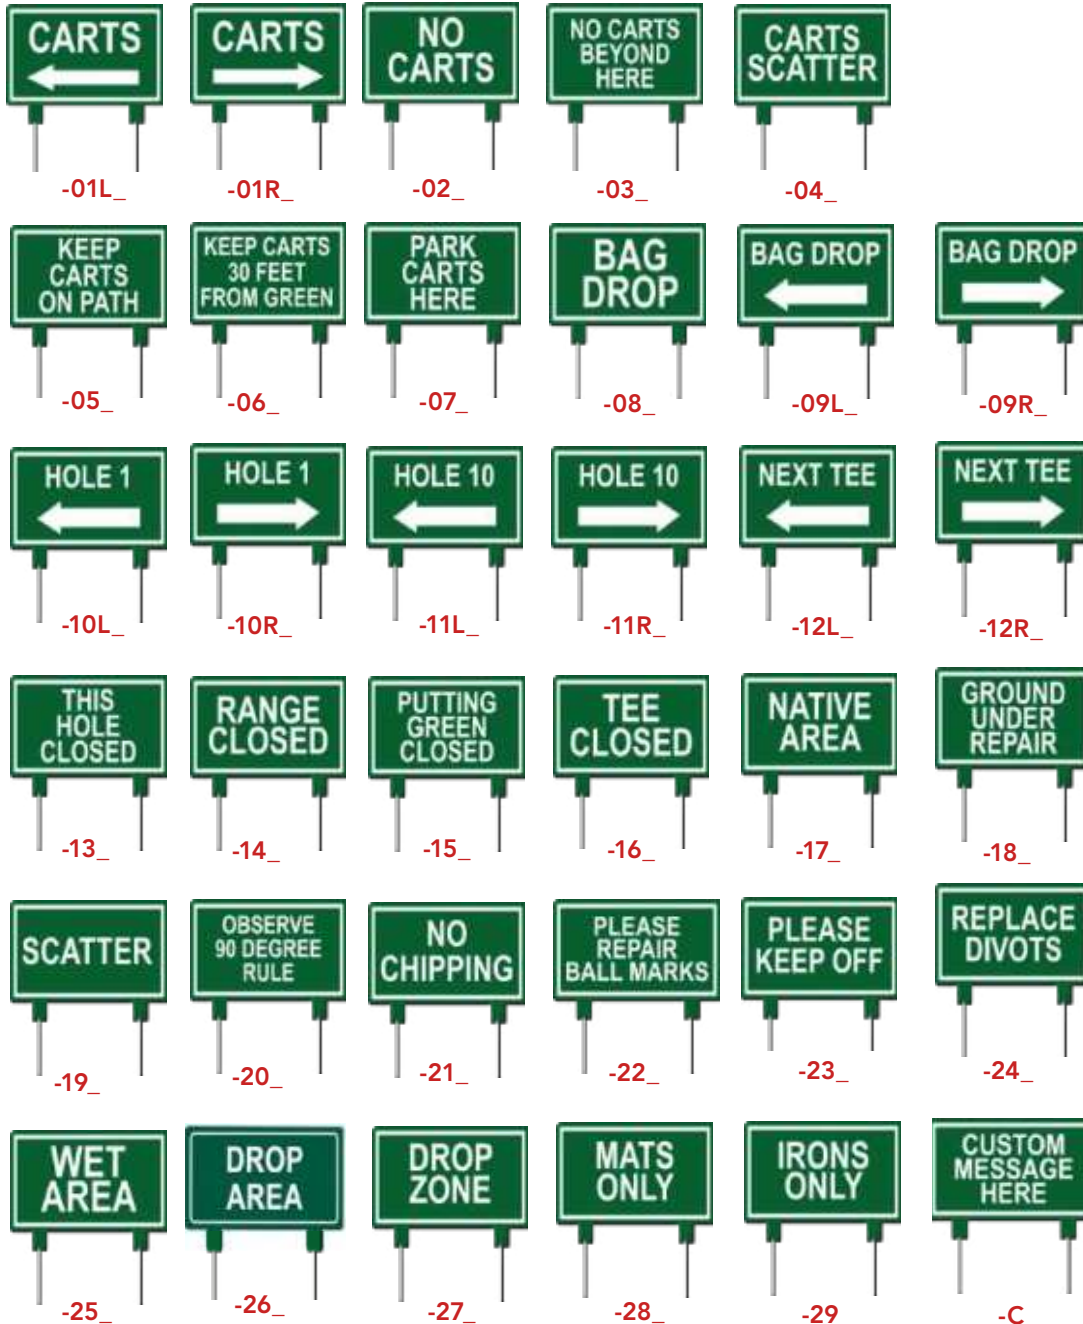 CARTS
-01L_
CARTS
-01R_
NO
CARTS
-02_
NO CARTS
BEYOND
HERE
-03_
CARTS
SCATTER
-04_
KEEP
CARTS
ON PATH
-05_
KEEP CARTS
30 FEET
FROM GREEN
-06_
PARK
CARTS
HERE
-07_
BAG
DROP
-08_
BAG DROP
-09L_
BAG DROP
-09R_
HOLE 1
-10L_
HOLE 1
-10R_
HOLE 10
-11L_
HOLE 10
-11R_
NEXT TEE
-12L_
NEXT TEE
-12R_
THIS
HOLE
CLOSED
-13_
RANGE
CLOSED
-14_
PUTTING
GREEN
CLOSED
-15_
TEE
CLOSED
-16_
NATIVE
AREA
-17_
GROUND
UNDER
REPAIR
-18_
SCATTER
-19_
OBSERVE
90 DEGREE
RULE
-20_
NO
CHIPPING
-21_
PLEASE
REPAIR
BALL MARKS
-22_
PLEASE
KEEP OFF
-23_
REPLACE
DIVOTS
-24_
WET
AREA
-25_
DROP
AREA
-26_
DROP
ZONE
-27_
MATS
ONLY
-28_
IRONS
ONLY
-29
CUSTOM
MESSAGE
HERE
-C